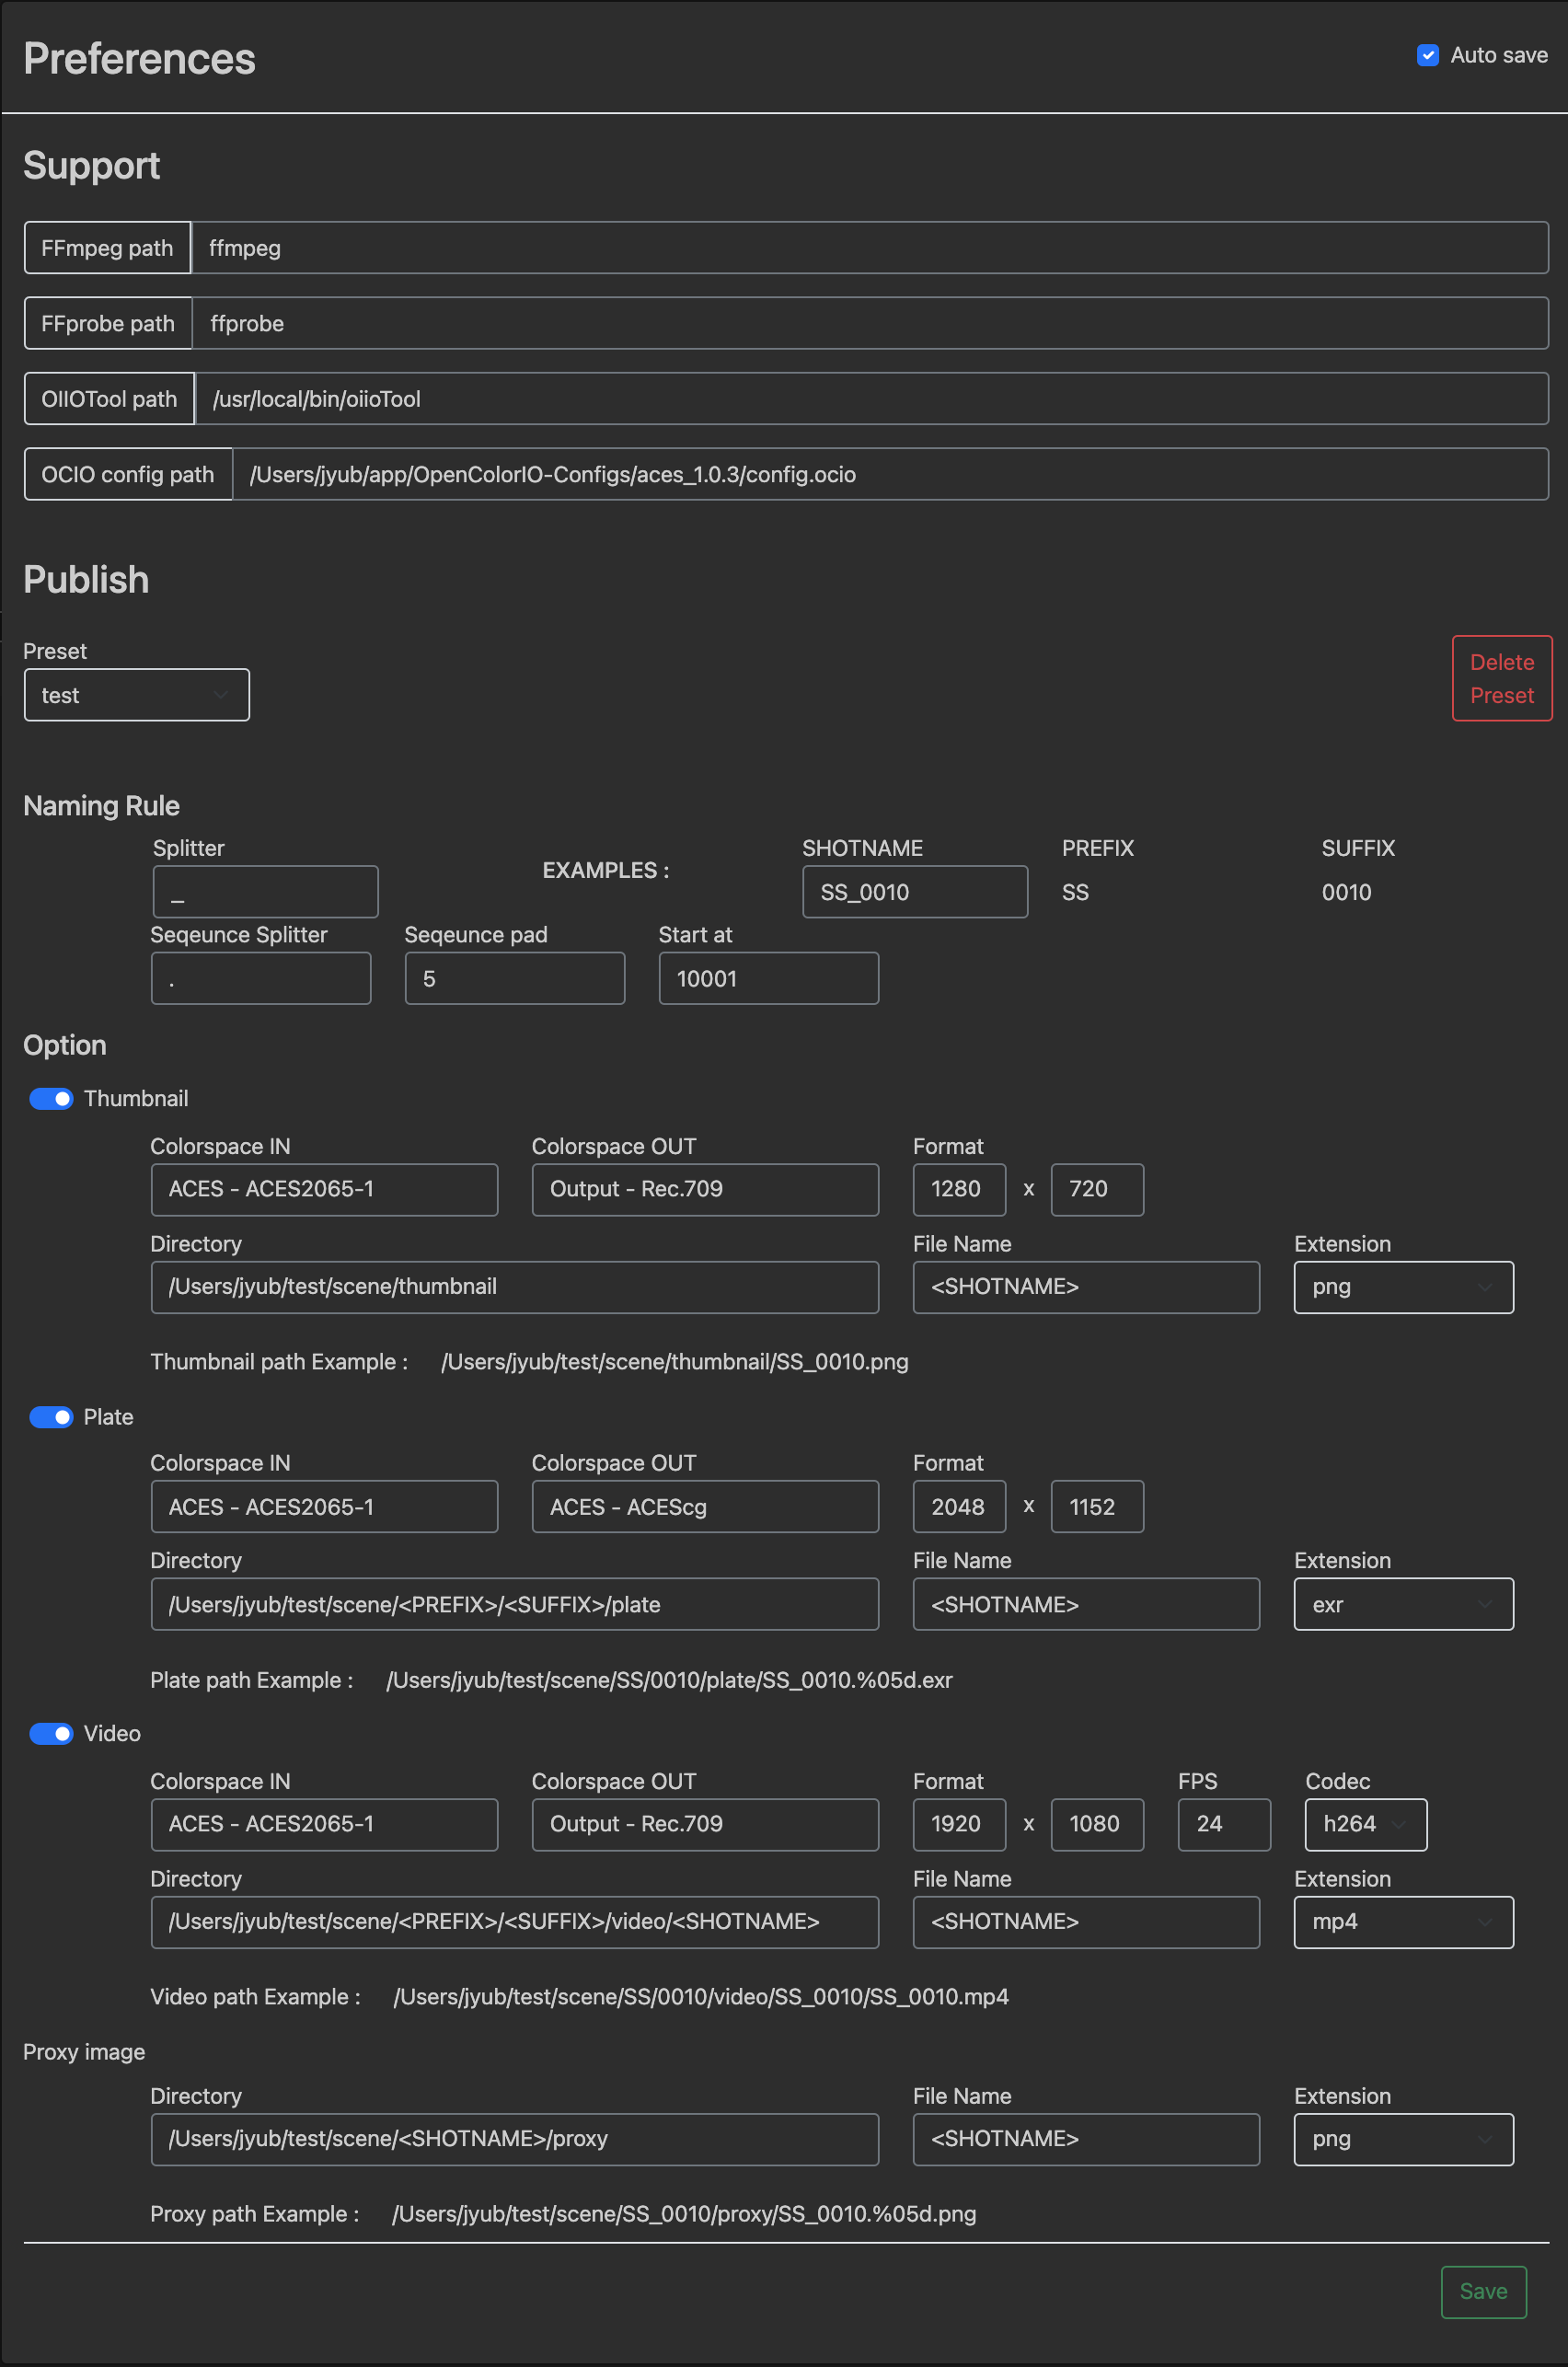 Preferences
Auto save
Support
FFmpeg path ffmpeg
FFprobe path ffprobe
OIIOTool path /usr/local/bin/oiioTool
OCIO config path /Users/jyub/app/OpenColorIO-Configs/aces_1.0.3/config.ocio
Publish
Preset
test
Delete
Preset
Naming Rule
Splitter
_
EXAMPLES :
SHOTNAME PREFIX SUFFIX
SS_0010 SS 0010
Seqeunce Splitter Seqeunce pad Start at
. 5 10001
Option
Thumbnail
Colorspace IN Colorspace OUT Format
ACES - ACES2065-1 Output - Rec.709 1280 x 720
Directory File Name Extension
/Users/jyub/test/scene/thumbnail <SHOTNAME> png
Thumbnail path Example : /Users/jyub/test/scene/thumbnail/SS_0010.png
Plate
Colorspace IN Colorspace OUT Format
ACES - ACES2065-1 ACES - ACEScg 2048 x 1152
Directory File Name Extension
/Users/jyub/test/scene/<PREFIX>/<SUFFIX>/plate <SHOTNAME> exr
Plate path Example : /Users/jyub/test/scene/SS/0010/plate/SS_0010.%05d.exr
Video
Colorspace IN Colorspace OUT Format FPS Codec
ACES - ACES2065-1 Output - Rec.709 1920 x 1080 24 h264
Directory File Name Extension
/Users/jyub/test/scene/<PREFIX>/<SUFFIX>/video/<SHOTNAME> <SHOTNAME> mp4
Video path Example : /Users/jyub/test/scene/SS/0010/video/SS_0010/SS_0010.mp4
Proxy image
Directory File Name Extension
/Users/jyub/test/scene/<SHOTNAME>/proxy <SHOTNAME> png
Proxy path Example : /Users/jyub/test/scene/SS_0010/proxy/SS_0010.%05d.png
Save